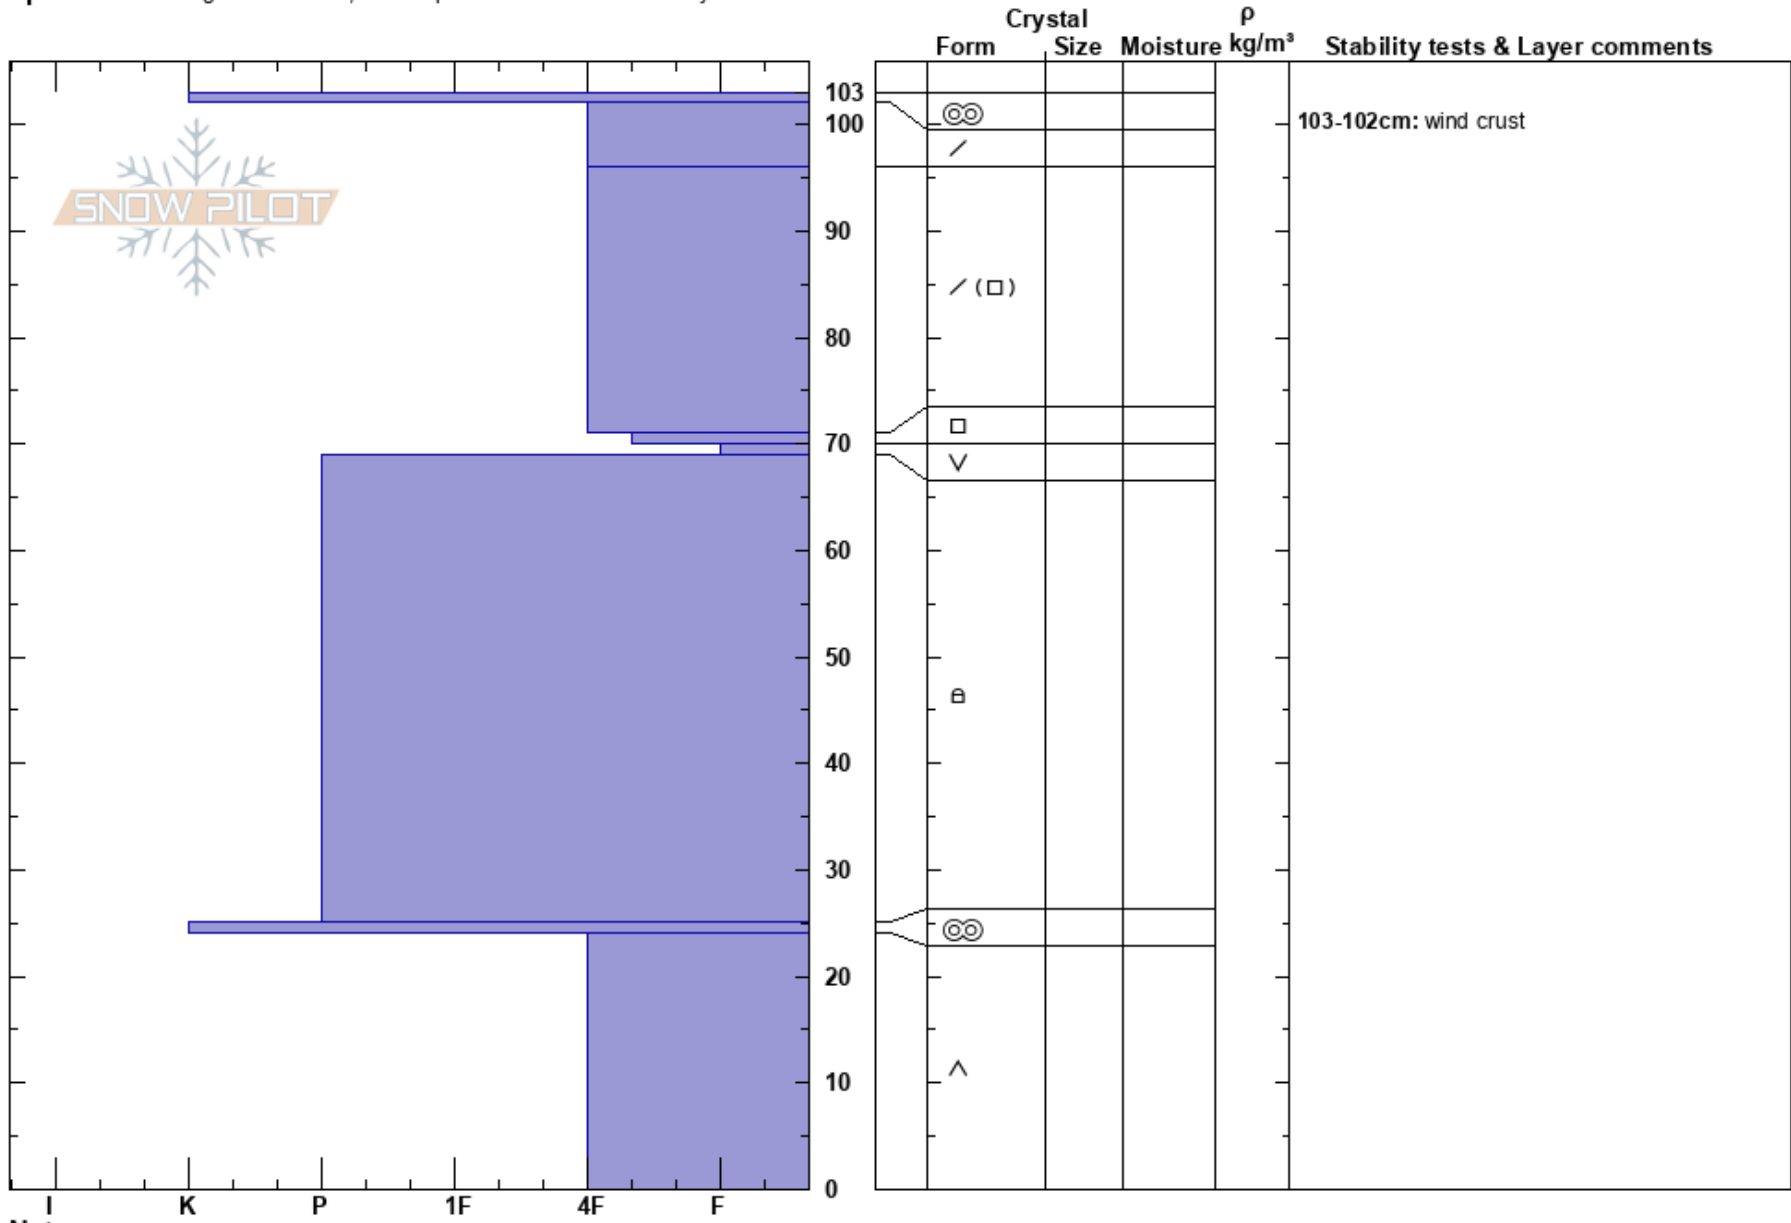 Crystal ρ
Form Size Moisture kg/m³ Stability tests & Layer comments
103
100
103-102cm: wind crust
SNOW PILOT
90
80
70
60
50
40
30
20
10
0
I K P 1F 4F F